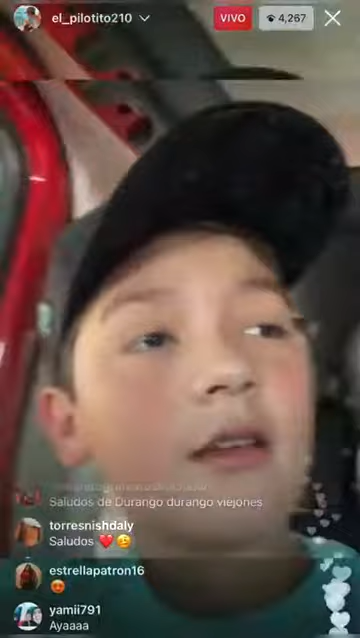 el_pilotito210
VIVO
4,267
Saludos de Durango durango viejones
torresnishdaly
Saludos ❤️🥰
estrellapatron16
😍
yamii791
Ayaaaa